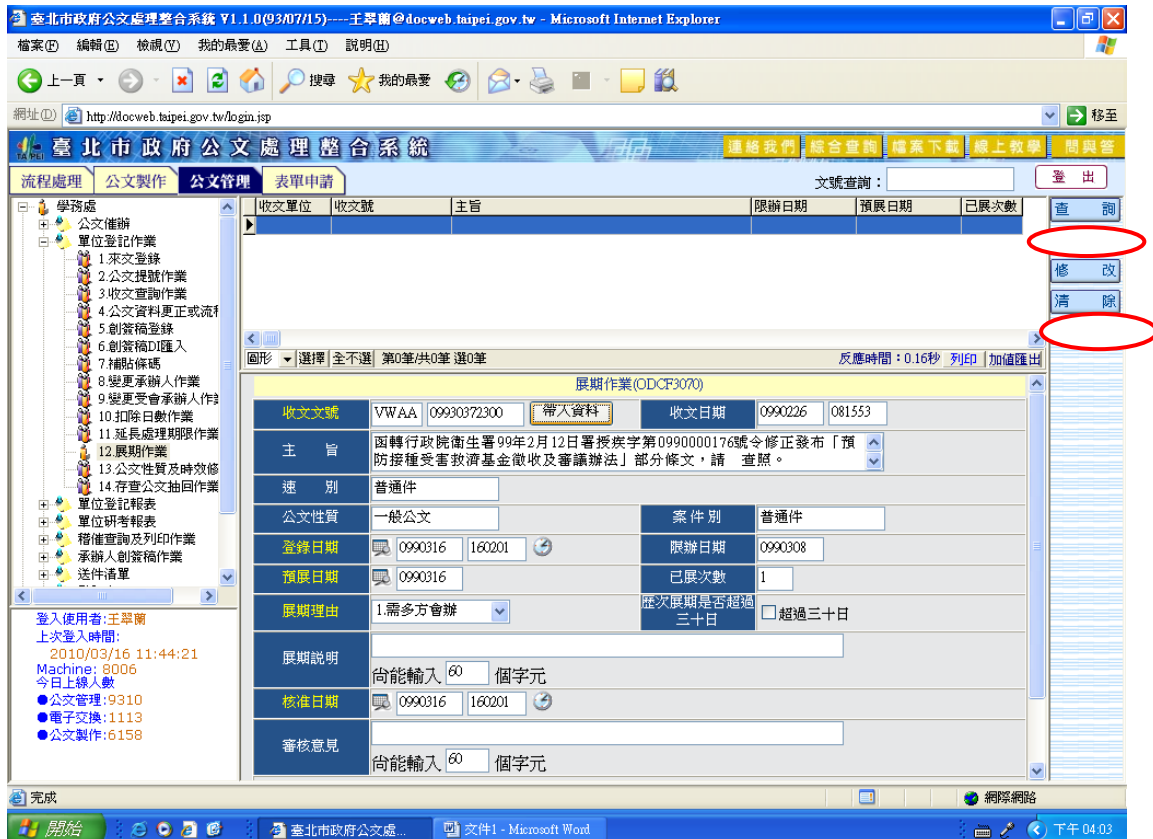 臺北市政府公文處理整合系統 V1.1.0(93/07/15)----王翠蘭@docweb.taipei.gov.tw - Microsoft Internet Explorer
檔案(F) 編輯(E) 檢視(V) 我的最愛(A) 工具(T) 說明(H)
上一頁 搜尋 我的最愛
網址(D) http://docweb.taipei.gov.tw/login.jsp 移至
TAIPEI 臺北市政府公文處理整合系統 連絡我們 綜合查詢 檔案下載 線上教學 問與答
流程處理 公文製作 公文管理 表單申請 文號查詢： 登 出
學務處
公文催辦
單位登記作業
1.來文登錄
2.公文提號作業
3.收文查詢作業
4.公文資料更正或流程
5.創簽稿登錄
6.創簽稿DI匯入
7.補貼條碼
8.變更承辦人作業
9.變更受會承辦人作業
10.扣除日數作業
11.延長處理期限作業
12.展期作業
13.公文性質及時效修
14.存查公文抽回作業
單位登記報表
單位研考報表
稽催查詢及列印作業
承辦人創簽稿作業
送件清單
登入使用者:王翠蘭
上次登入時間:
2010/03/16 11:44:21
Machine: 8006
今日上線人數
●公文管理:9310
●電子交換:1113
●公文製作:6158
收文單位 收文號 主旨 限辦日期 預展日期 已展次數
查 詢
修 改
清 除
圖形 選擇 全不選 第0筆/共0筆 選0筆 反應時間：0.16秒 列印 加值匯出
展期作業(ODCF3070)
收文文號 VWAA 09930372300 帶入資料 收文日期 0990226 081553
主 旨 函轉行政院衛生署99年2月12日署授疾字第0990000176號令修正發布「預
防接種受害救濟基金徵收及審議辦法」部分條文，請 查照。
速 別 普通件
公文性質 一般公文 案件別 普通件
登錄日期 0990316 160201 限辦日期 0990308
預展日期 0990316 已展次數 1
展期理由 1.需多方會辦 歷次展期是否超過三十日 超過三十日
展期說明
尚能輸入 60 個字元
核准日期 0990316 160201
審核意見
尚能輸入 60 個字元
完成 網際網路
開始 臺北市政府公文處... 文件1 - Microsoft Word 下午 04:03